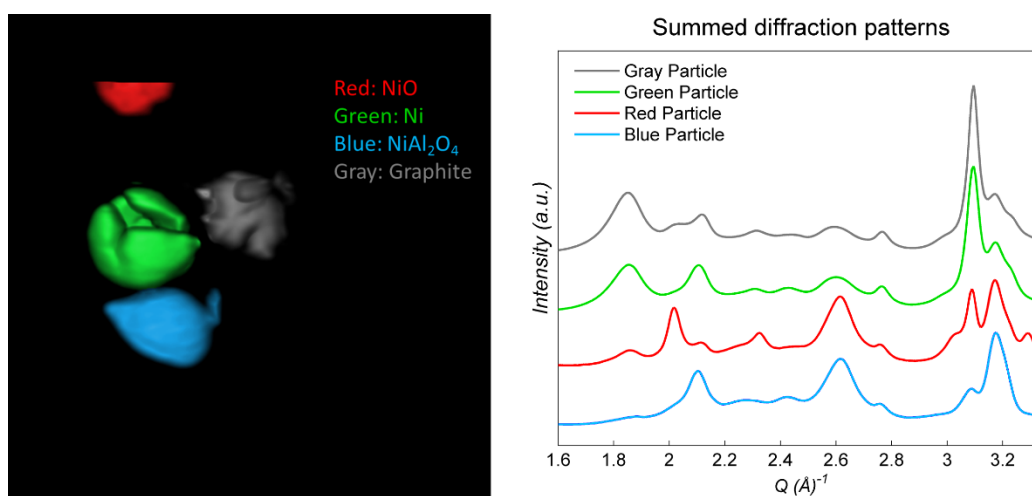 Red: NiO
Green: Ni
Blue: NiAl₂O₄
Gray: Graphite
Summed diffraction patterns
Intensity (a.u.)
Gray Particle
Green Particle
Red Particle
Blue Particle
1.6 1.8 2 2.2 2.4 2.6 2.8 3 3.2
Q (Å)⁻¹